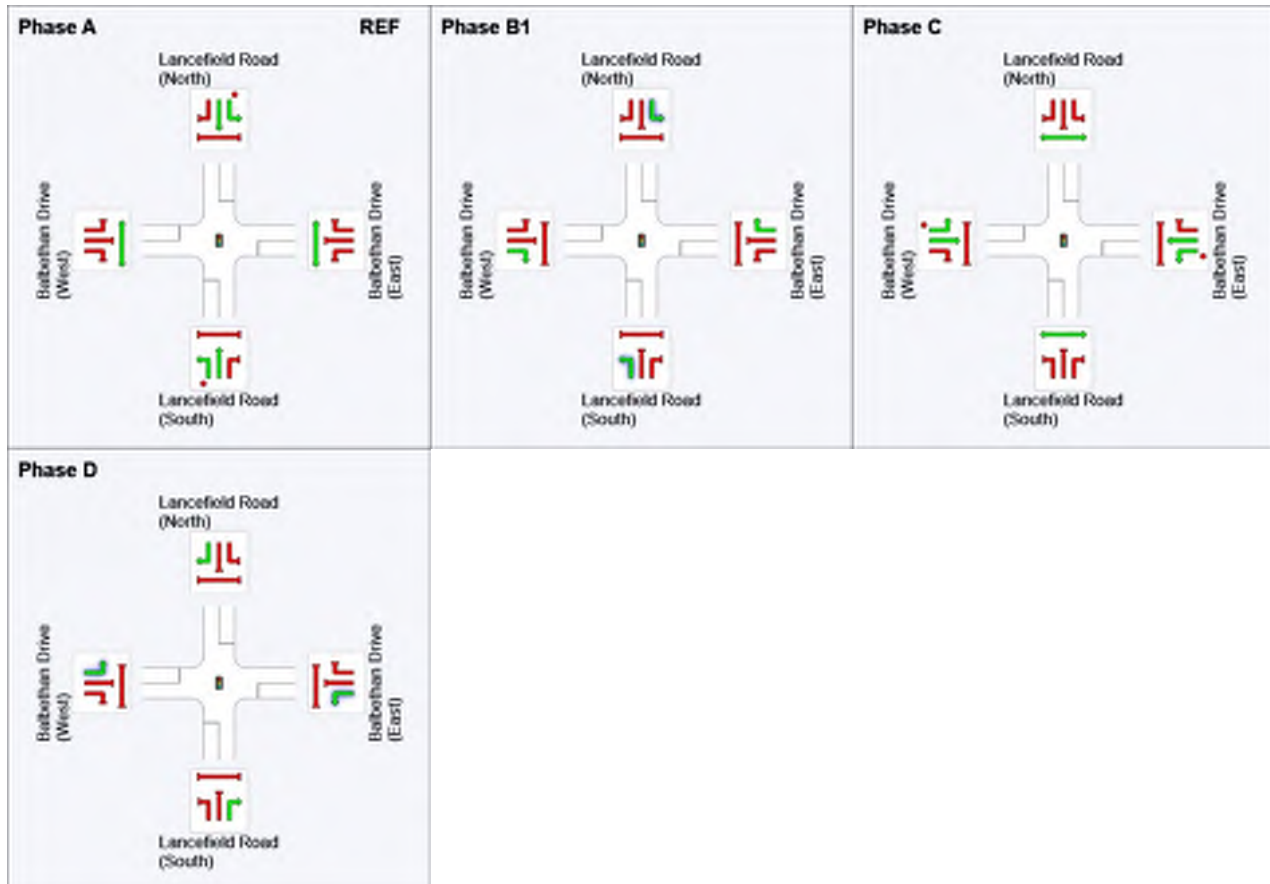 Phase A
REF
Lancefield Road
(North)
Balbethan Drive
(West)
Balbethan Drive
(East)
Lancefield Road
(South)
Phase B1
Lancefield Road
(North)
Balbethan Drive
(West)
Balbethan Drive
(East)
Lancefield Road
(South)
Phase C
Lancefield Road
(North)
Balbethan Drive
(West)
Balbethan Drive
(East)
Lancefield Road
(South)
Phase D
Lancefield Road
(North)
Balbethan Drive
(West)
Balbethan Drive
(East)
Lancefield Road
(South)